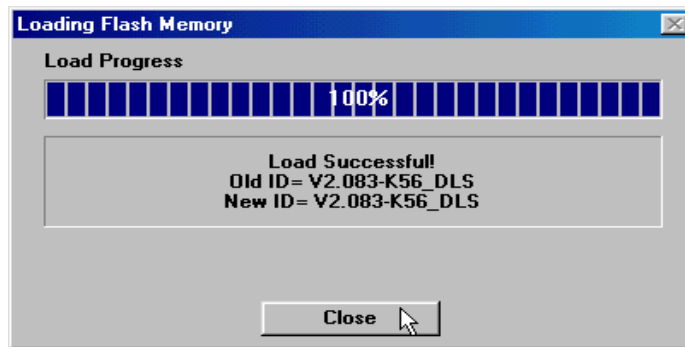 Loading Flash Memory
Load Progress
100%
Load Successful!
Old ID= V2.083-K56_DLS
New ID= V2.083-K56_DLS
Close